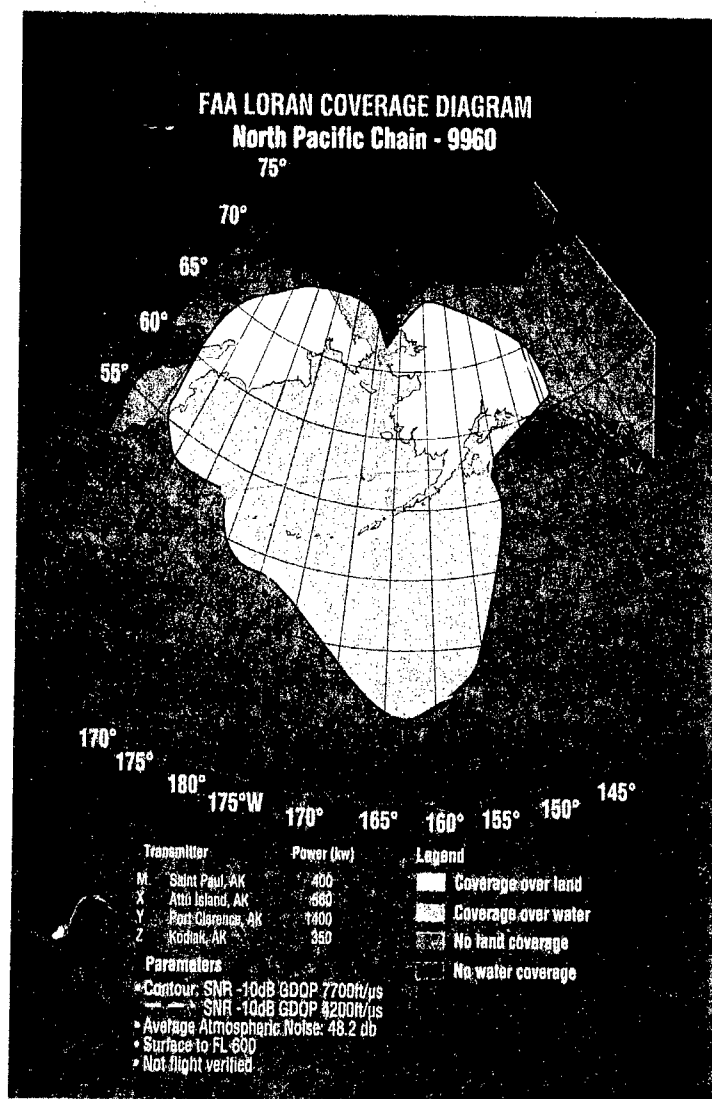 FAA LORAN COVERAGE DIAGRAM
North Pacific Chain - 9960
75°
70°
65°
60°
55°
170°
175°
180°
175°W
170°
165°
160°
155°
150°
145°
Transmitter Power (kw)
M Saint Paul, AK 400
X Attu Island, AK
Y Port Clarence, AK 1400
Z Kodiak, AK 350
Legend
Coverage over land
Coverage over water
No land coverage
No water coverage
Parameters
• Contour: SNR -10dB GDOP 7700ft/µs
SNR -10dB GDOP 4200ft/µs
• Average Atmospheric Noise: 48.2 db
• Surface to FL 600
• Not flight verified